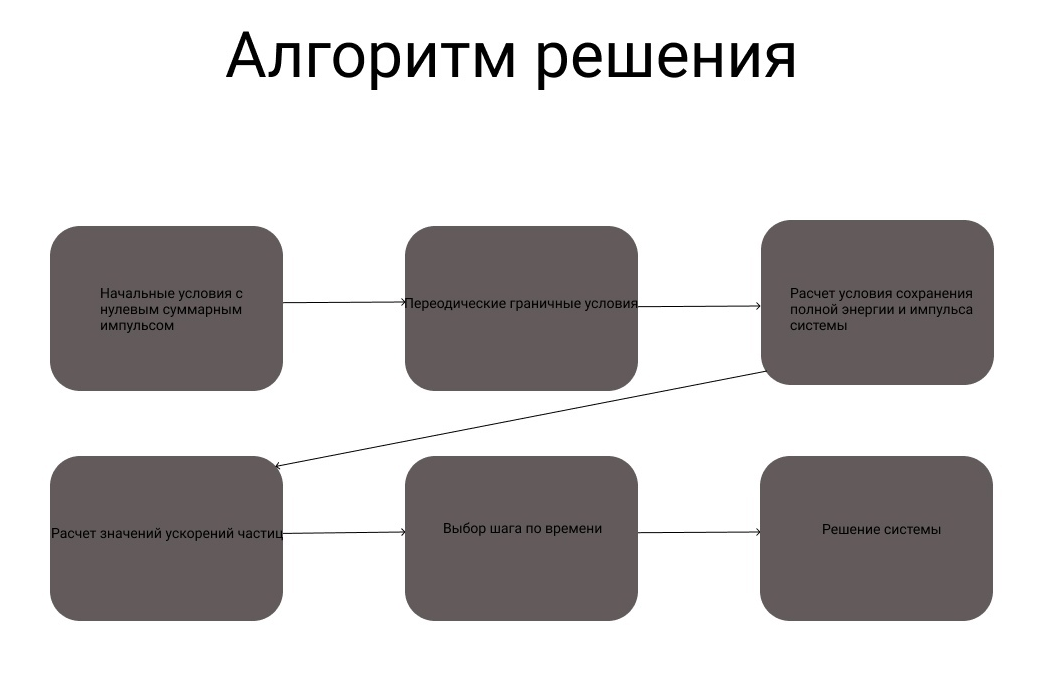 Алгоритм решения
Начальные условия с
нулевым суммарным
импульсом
Переодические граничные условия
Расчет условия сохранения
полной энергии и импульса
системы
Расчет значений ускорений частиц
Выбор шага по времени
Решение системы